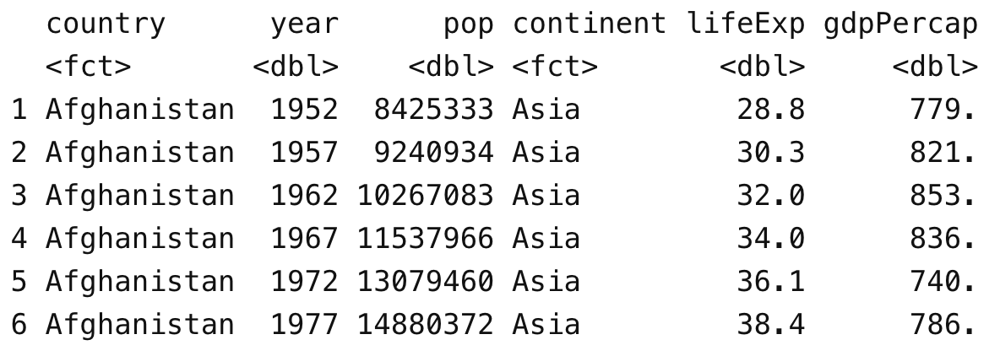 country year pop continent lifeExp gdpPercap
<fct> <dbl> <dbl> <fct> <dbl> <dbl>
1 Afghanistan 1952 8425333 Asia 28.8 779.
2 Afghanistan 1957 9240934 Asia 30.3 821.
3 Afghanistan 1962 10267083 Asia 32.0 853.
4 Afghanistan 1967 11537966 Asia 34.0 836.
5 Afghanistan 1972 13079460 Asia 36.1 740.
6 Afghanistan 1977 14880372 Asia 38.4 786.